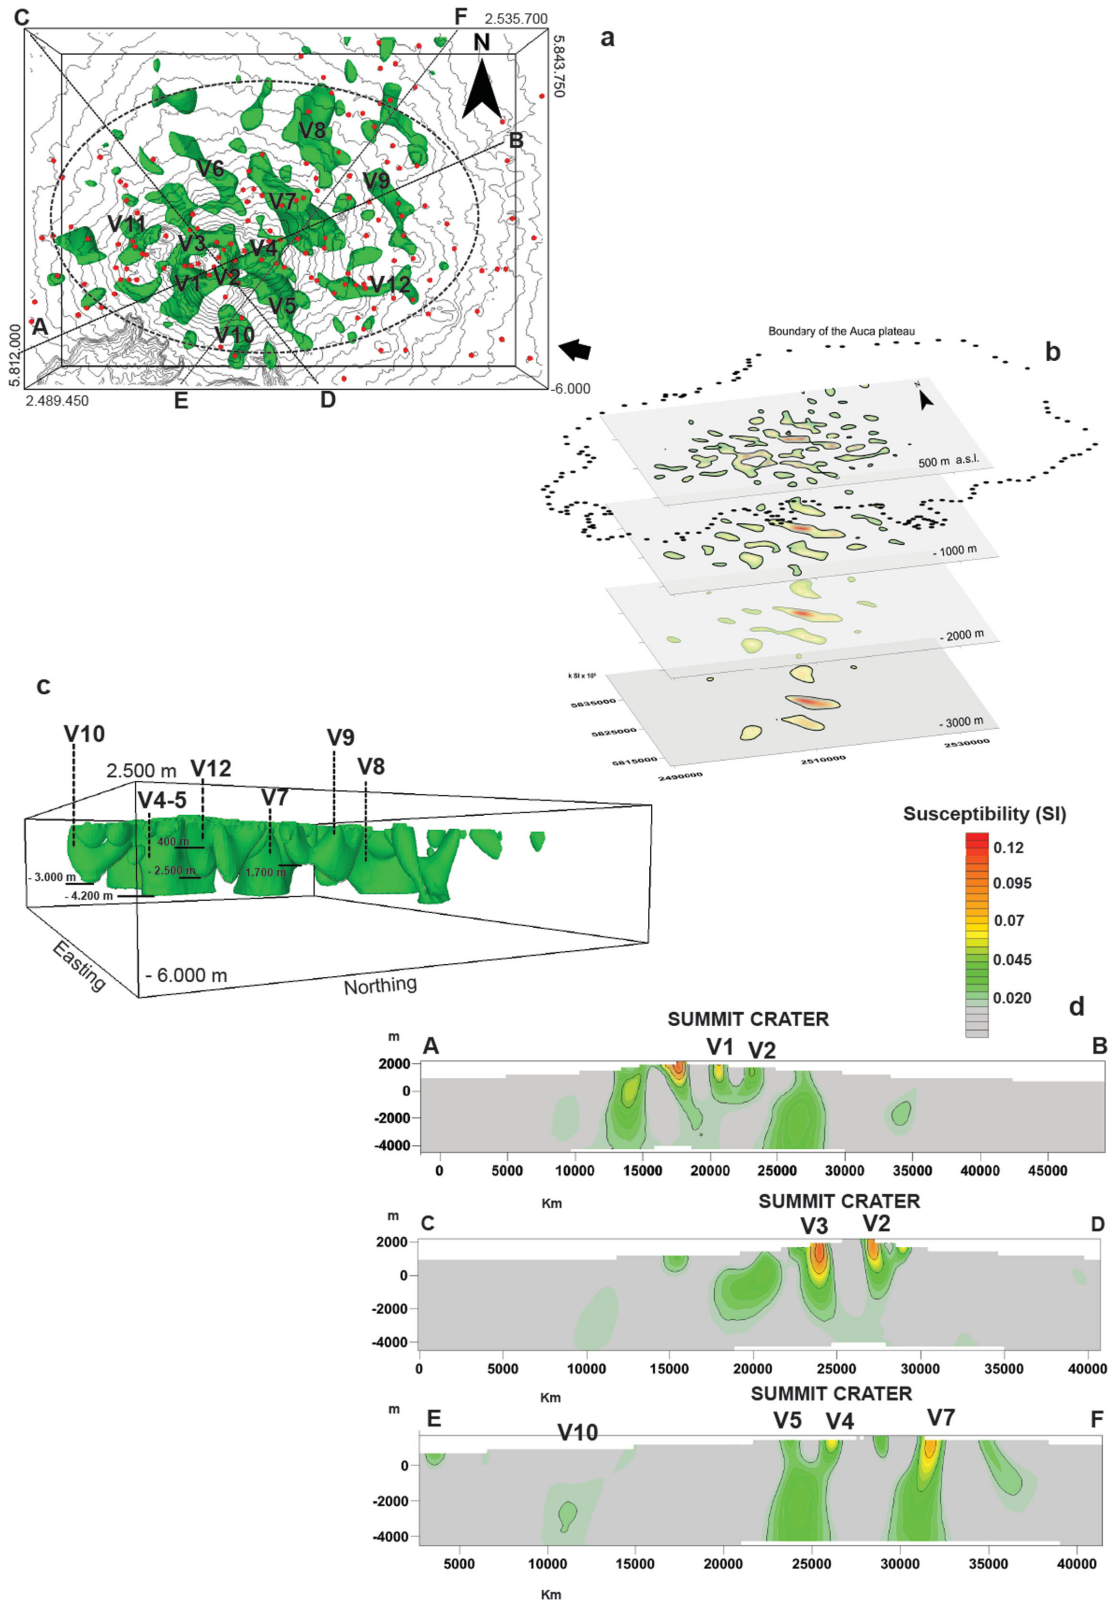 C
F
2.535.700
a
N
5.843.750
V8
B
V6
V9
V7
V11
V3
V4
V1
V2
V12
V5
V10
A
5.812.000
2.489.450
E
D
-6.000
Boundary of the Auca plateau
b
N
500 m a.s.l.
- 1000 m
- 2000 m
- 3000 m
5835000
5825000
5815000
2490000
2510000
2530000
c
V10
V9
2.500 m
V12
V8
V4-5
V7
400 m
- 3.000 m
- 2.500 m
1.700 m
- 4.200 m
Easting
- 6.000 m
Northing
Susceptibility (SI)
0.12
0.095
0.07
0.045
0.020
d
SUMMIT CRATER
m
A
V1
V2
B
2000
0
-2000
-4000
0
5000
10000
15000
20000
25000
30000
35000
40000
45000
Km
SUMMIT CRATER
m
C
V3
V2
D
2000
0
-2000
-4000
0
5000
10000
15000
20000
25000
30000
35000
40000
Km
SUMMIT CRATER
m
E
V10
V5
V4
V7
F
0
-2000
-4000
5000
10000
15000
20000
25000
30000
35000
40000
Km